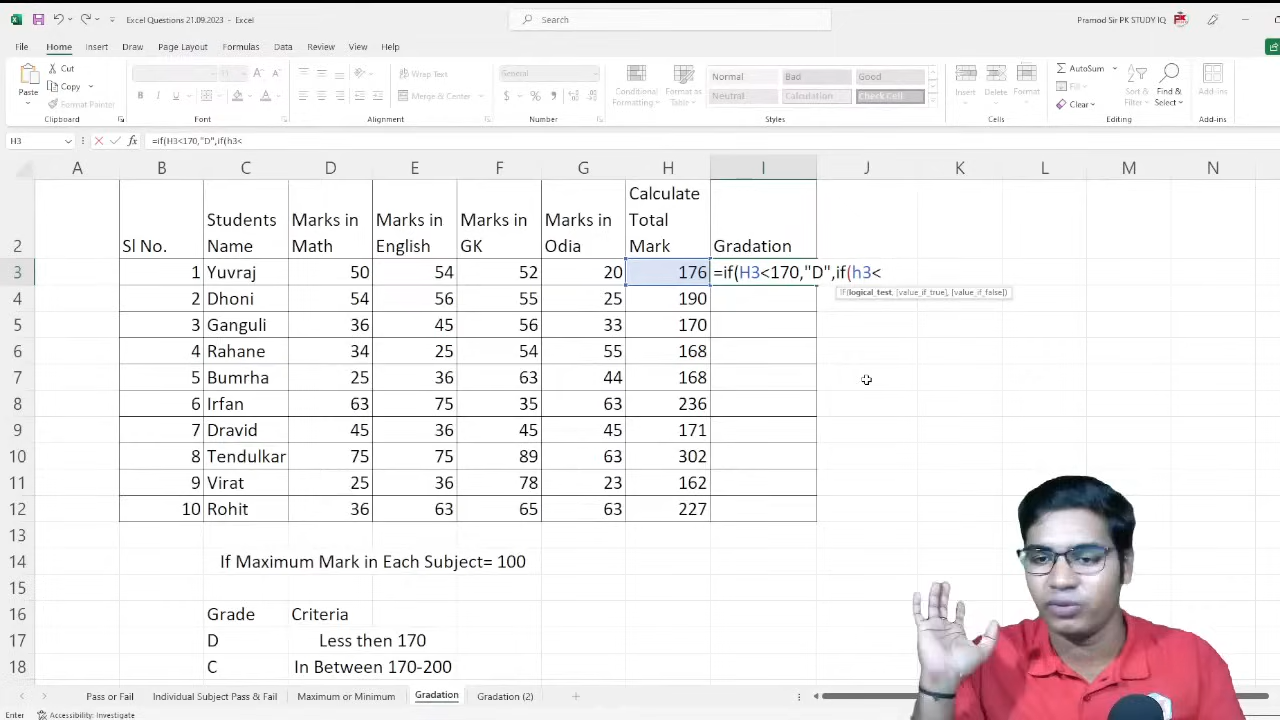 Excel Questions 21.09.2023 - Excel
Search
Pramod Sir PK STUDY IQ
File Home Insert Draw Page Layout Formulas Data Review View Help
Paste
Cut
Copy
Format Painter
Clipboard
Font
Wrap Text
Merge & Center
Alignment
General
Number
Conditional Formatting
Format as Table
Normal Bad Good
Neutral Calculation Check Cell
Styles
Insert Delete Format
Cells
AutoSum
Fill
Clear
Sort & Filter
Find & Select
Editing
Add-ins
Add-ins
H3 fx =if(H3<170,"D",if(h3<
A B C D E F G H I J K L M N
2 Sl No. Students Name Marks in Math Marks in English Marks in GK Marks in Odia Calculate Total Mark Gradation
3 1 Yuvraj 50 54 52 20 176 =if(H3<170,"D",if(h3<
IF(logical_test, [value_if_true], [value_if_false])
4 2 Dhoni 54 56 55 25 190
5 3 Ganguli 36 45 56 33 170
6 4 Rahane 34 25 54 55 168
7 5 Bumrha 25 36 63 44 168
8 6 Irfan 63 75 35 63 236
9 7 Dravid 45 36 45 45 171
10 8 Tendulkar 75 75 89 63 302
11 9 Virat 25 36 78 23 162
12 10 Rohit 36 63 65 63 227
13
14 If Maximum Mark in Each Subject= 100
15
16 Grade Criteria
17 D Less then 170
18 C In Between 170-200
Pass or Fail Individual Subject Pass & Fail Maximum or Minimum Gradation Gradation (2)
Enter Accessibility: Investigate